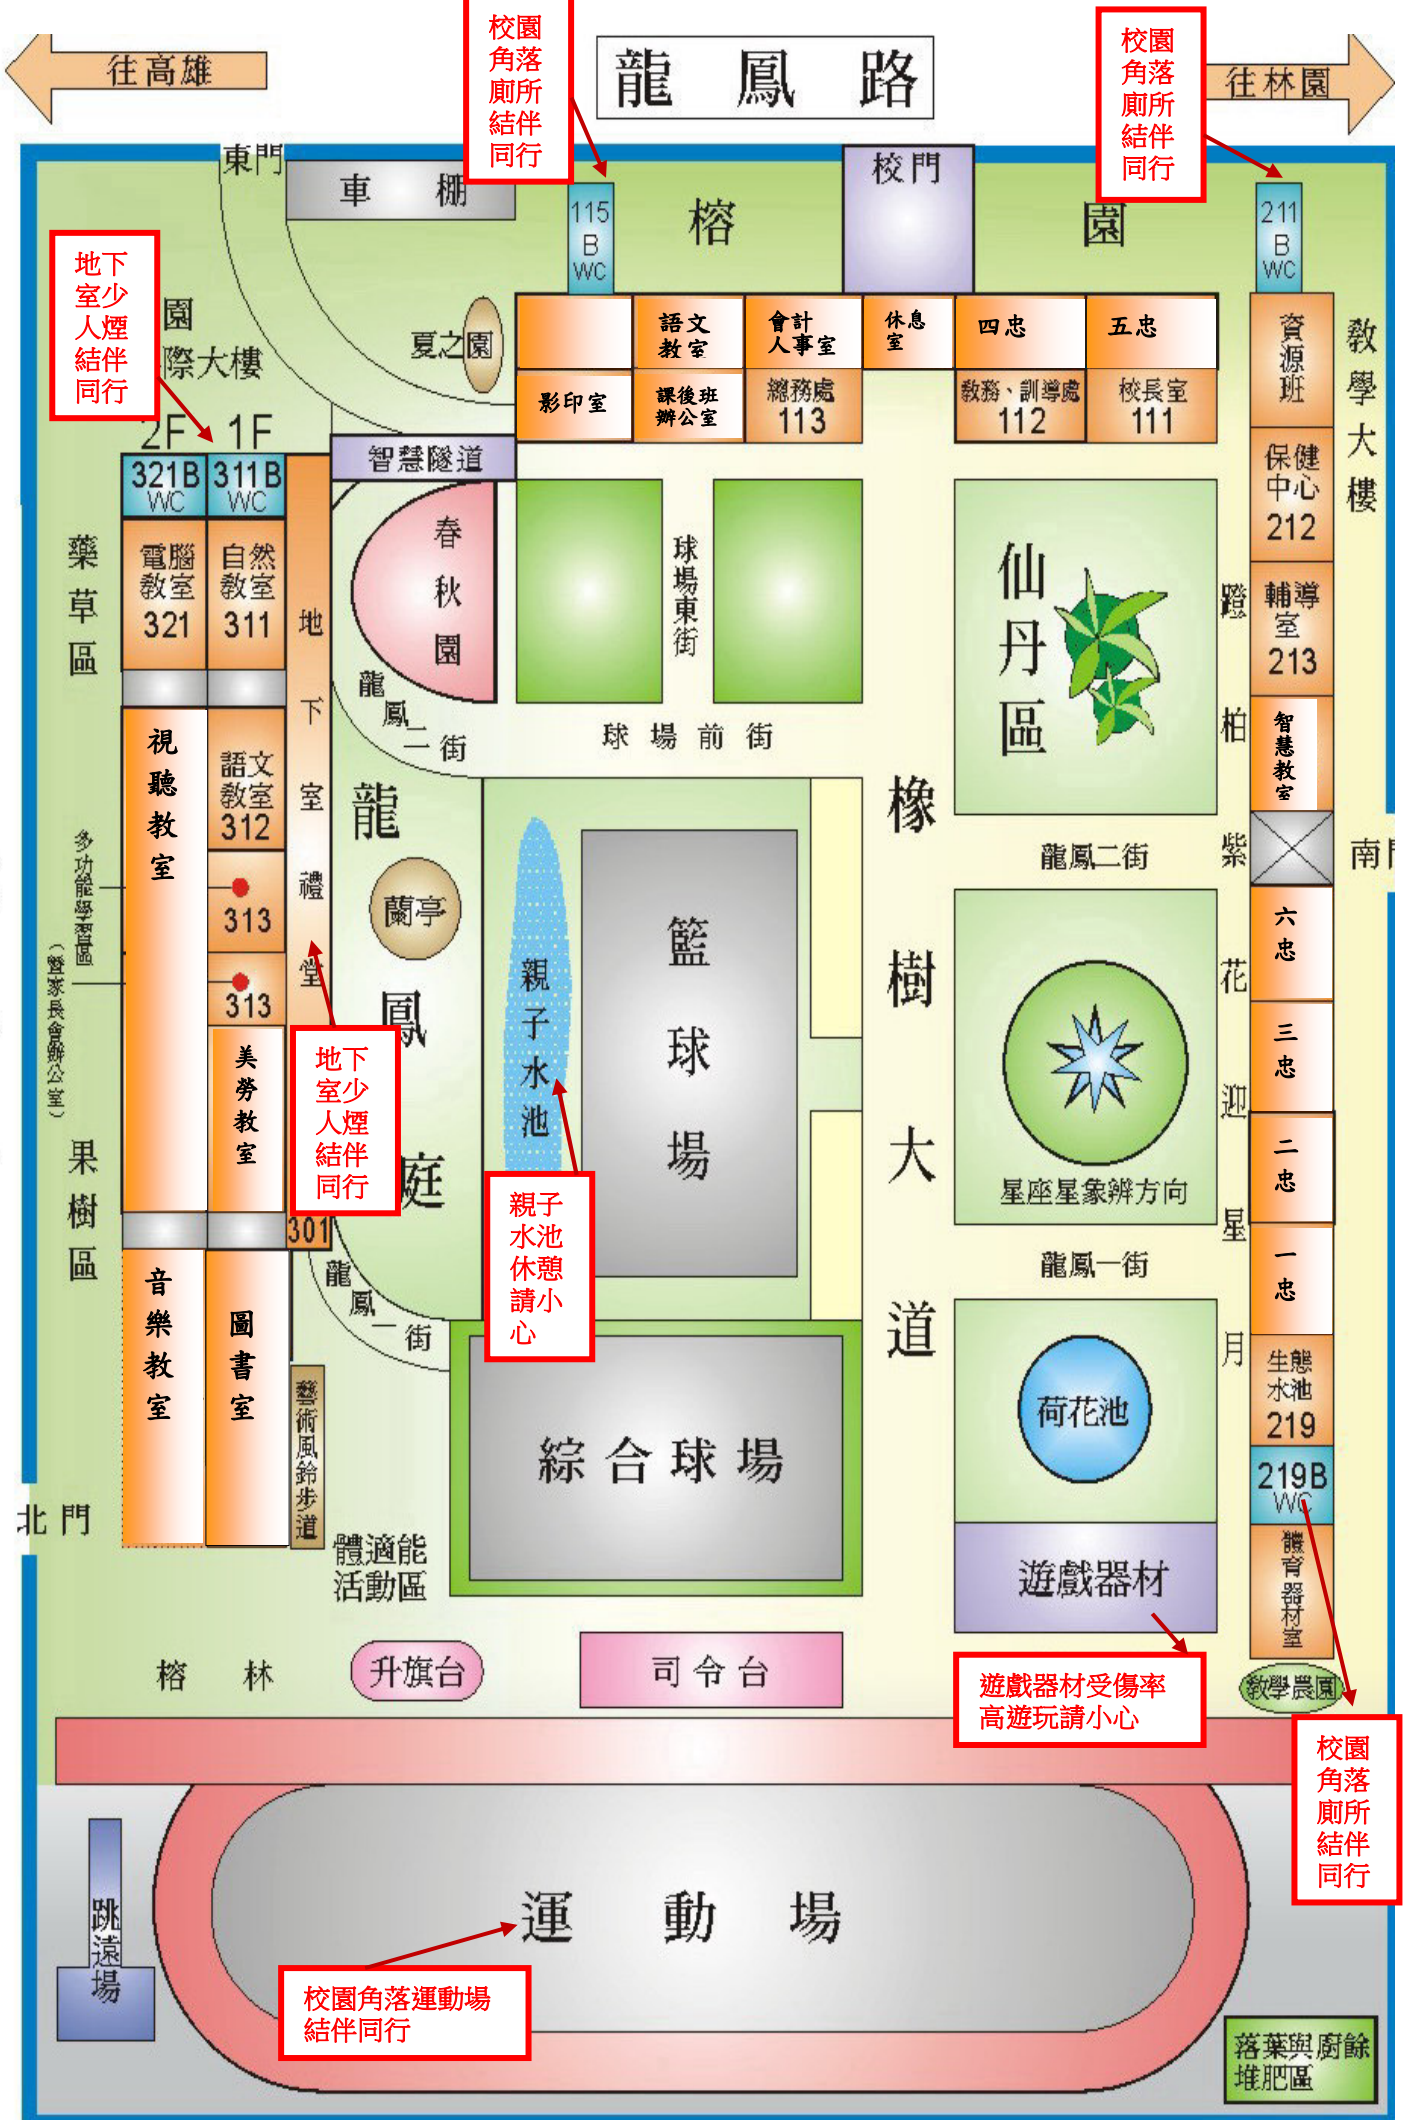 往高雄
龍鳳路
往林園
校園
角落
廁所
結伴
同行
校園
角落
廁所
結伴
同行
東門
車棚
115
B
WC
榕園
校門
211
B
WC
地下
室少
人煙
結伴
同行
園
際大樓
2F 1F
夏之園
語文
教室
會計
人事室
休息
室
四忠
五忠
影印室
課後班
辦公室
總務處
113
教務、訓導處
112
校長室
111
資源班
教學大樓
智慧隧道
321B
WC
311B
WC
電腦
教室
321
自然
教室
311
地下室禮堂
藥草區
春秋園
球場東街
仙丹區
保健
中心
212
輔導
室
213
智慧教室
蹬柏紫花迎星月
龍鳳二街
球場前街
視聽教室
語文
教室
312
多功能學習區
(暨家長會辦公室)
313
313
美勞教室
龍鳳庭
蘭亭
親子水池
籃球場
橡樹大道
龍鳳二街
南門
六忠
三忠
二忠
一忠
地下
室少
人煙
結伴
同行
301
果樹區
親子
水池
休憩
請小
心
星座星象辨方向
龍鳳一街
龍鳳一街
音樂教室
圖書室
藝術風鈴步道
綜合球場
荷花池
生態
水池
219
219B
WC
體育器材室
北門
體適能
活動區
遊戲器材
遊戲器材受傷率
高遊玩請小心
榕林
升旗台
司令台
教學農園
校園
角落
廁所
結伴
同行
跳遠場
運動場
校園角落運動場
結伴同行
落葉與廚餘
堆肥區